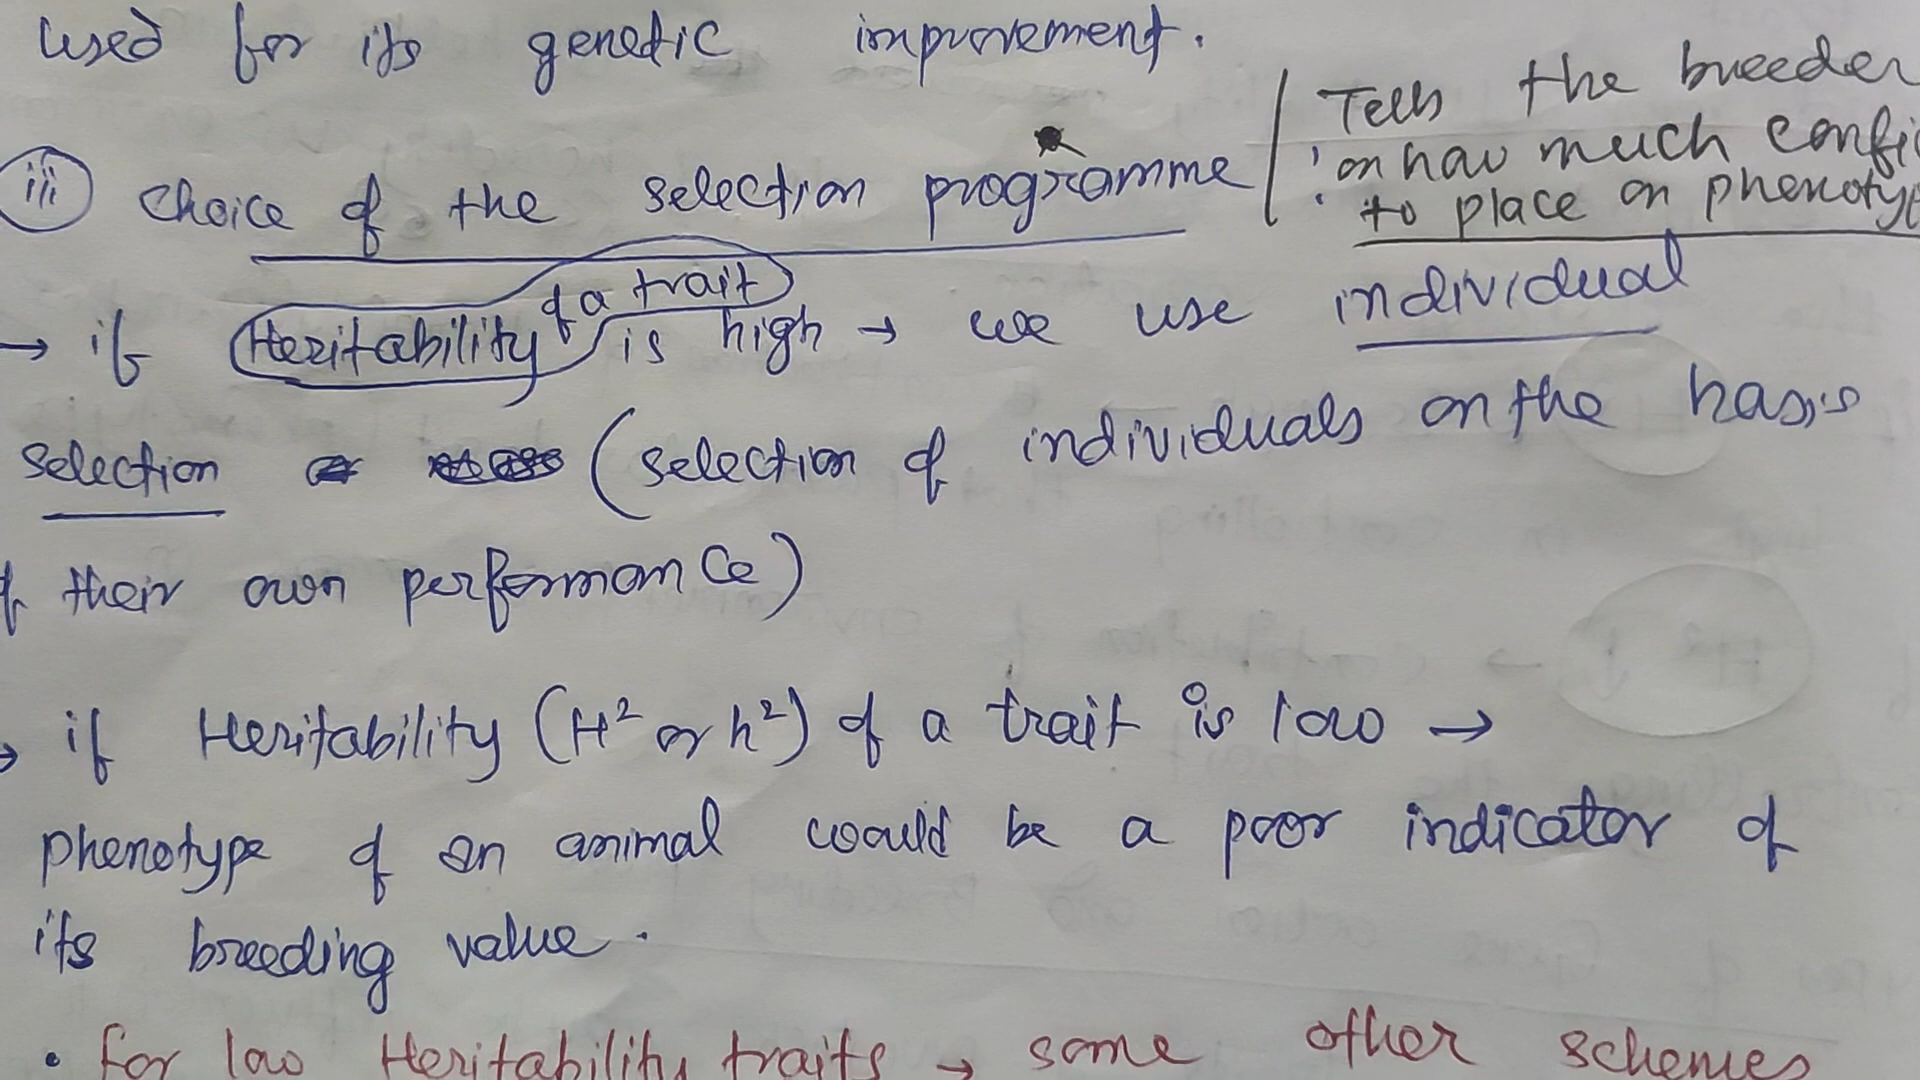 used for its genetic improvement.
Tells the breeder
on how much confi
to place on phenotyp
iii choice of the selection programme
→ if Heritability of a trait is high → we use individual
selection (selection of individuals on the basis
of their own performance)
→ if Heritability (H² or h²) of a trait is low →
phenotype of an animal would be a poor indicator of
its breeding value.
• for low Heritability traits → some other schemes